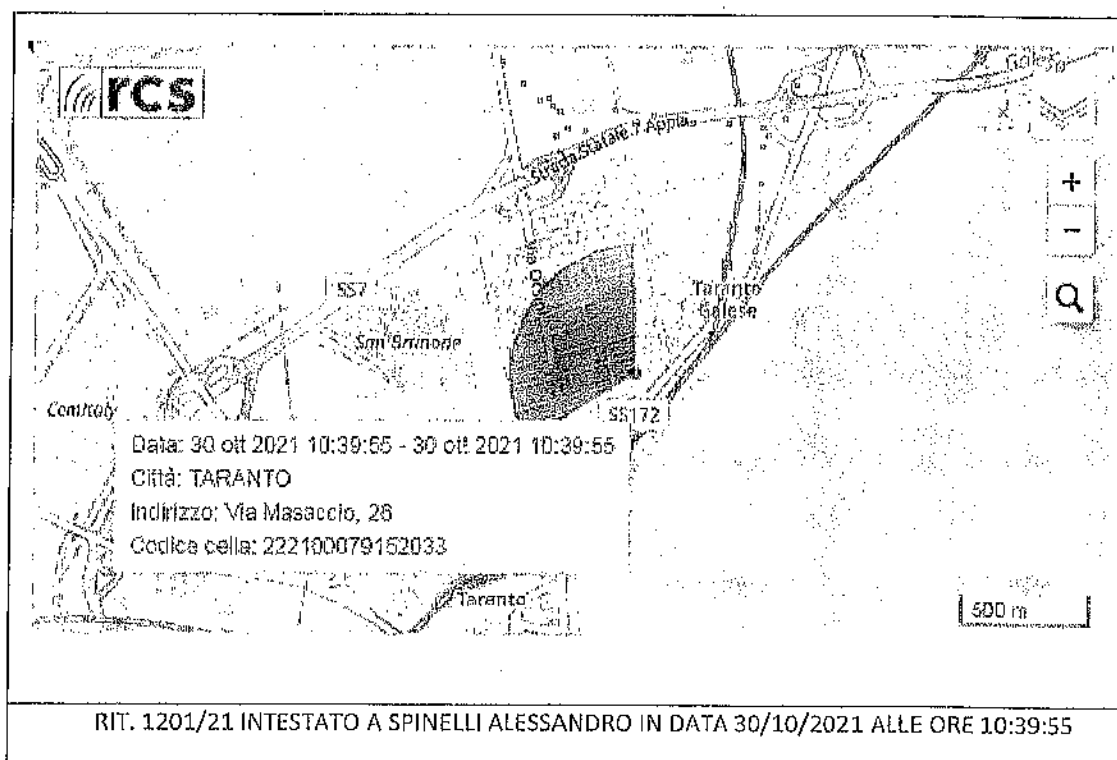 rcs
Galeso
Strada Statale 7 Appia
+
-
SS7
Taranto
Galese
San Brunone
SS172
Data: 30 ott 2021 10:39:55 - 30 ott 2021 10:39:55
Città: TARANTO
Indirizzo: Via Masaccio, 28
Codice cella: 222100079152033
Taranto
500 m
RIT. 1201/21 INTESTATO A SPINELLI ALESSANDRO IN DATA 30/10/2021 ALLE ORE 10:39:55